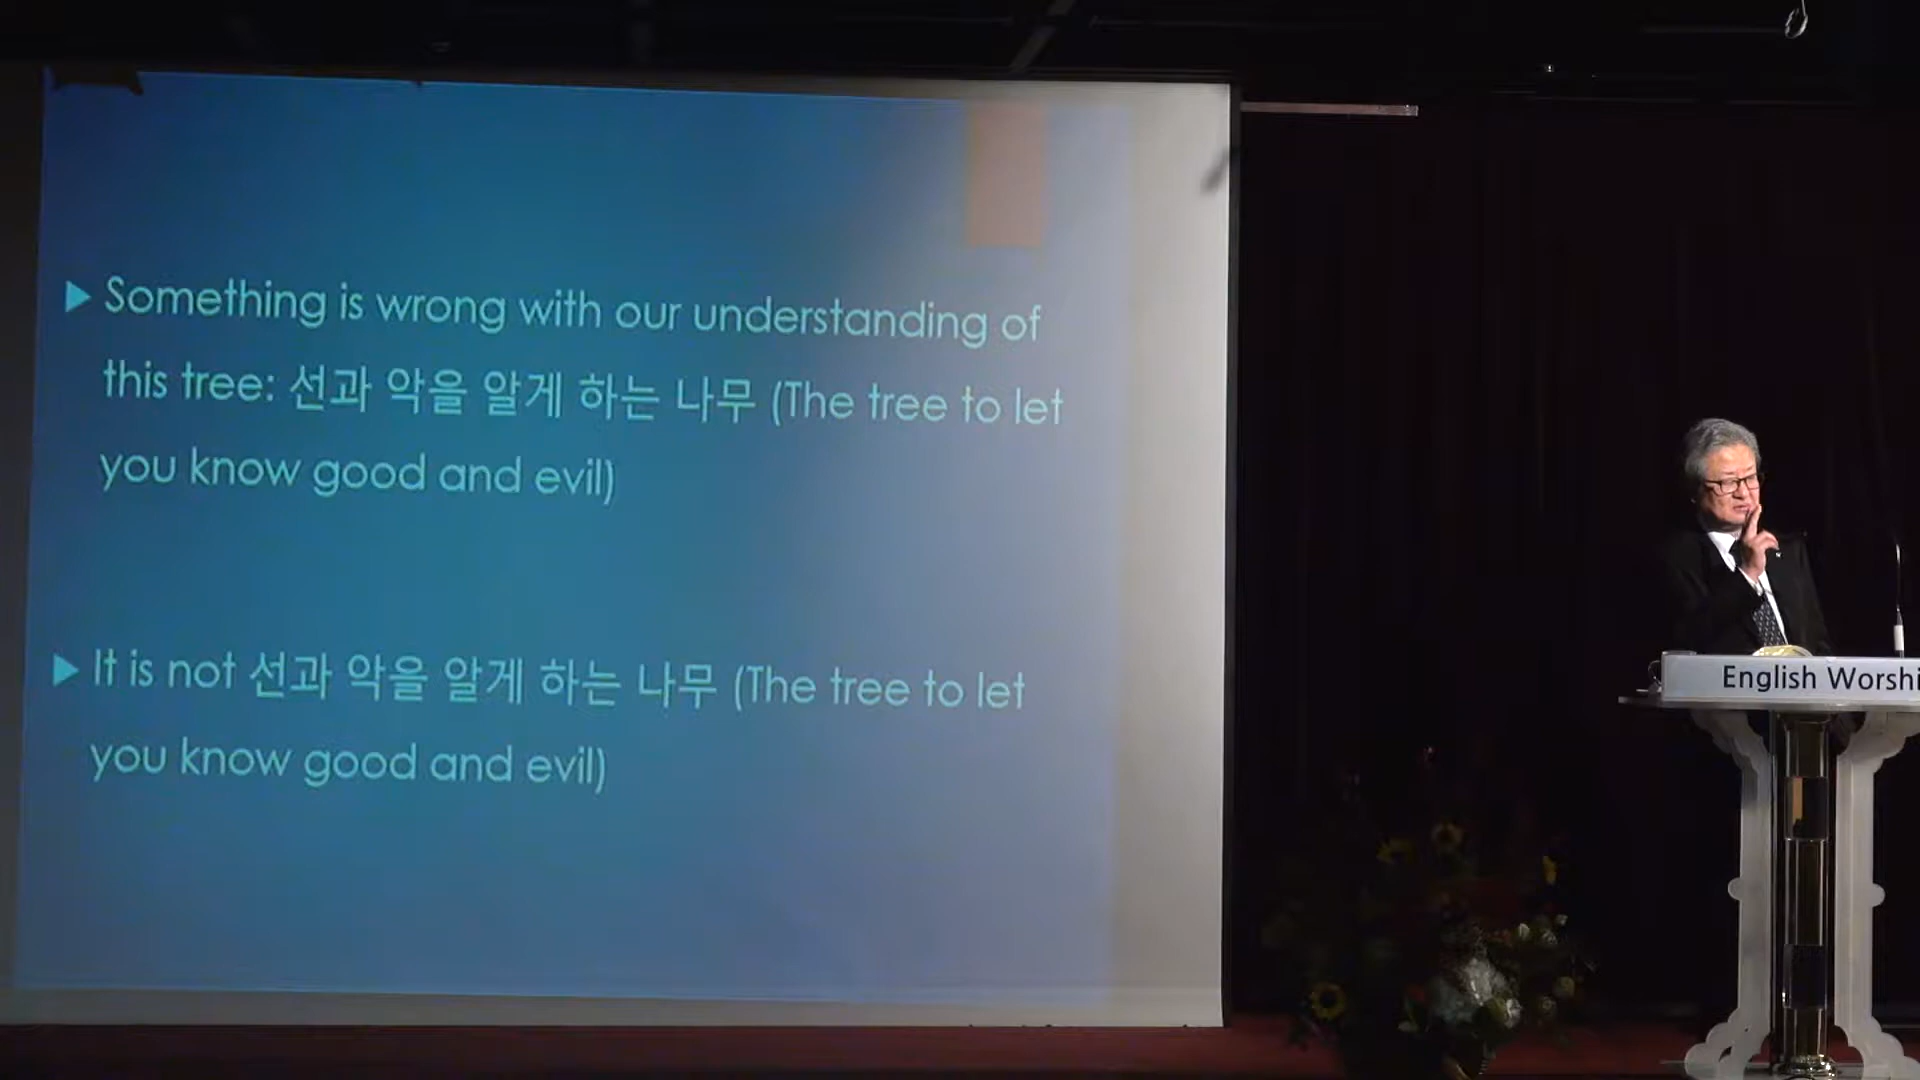 Something is wrong with our understanding of
this tree: 선과 악을 알게 하는 나무 (The tree to let
you know good and evil)
It is not 선과 악을 알게 하는 나무 (The tree to let
you know good and evil)
English Worshi